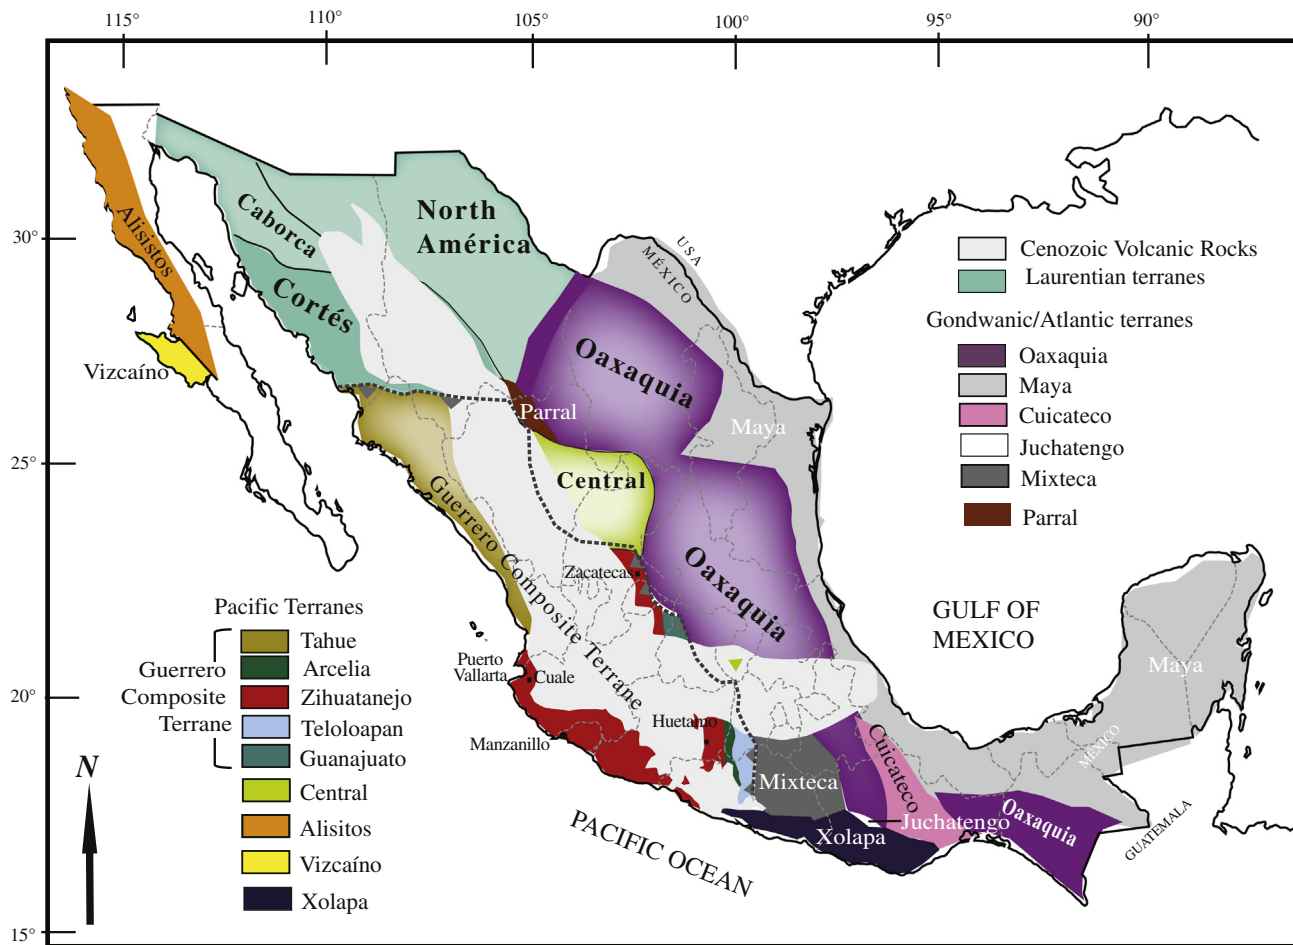 115°
110°
105°
100°
95°
90°
30°
25°
20°
15°
Alisistos
Vizcaíno
Caborca
Cortés
North
América
USA
MÉXICO
Oaxaquia
Parral
Maya
Central
Guerrero Composite Terrane
Oaxaquia
Zacatecas
Puerto
Vallarta
Cuale
Manzanillo
Huetamo
Mixteca
Cuicateco
Juchatengo
Xolapa
Oaxaquia
Maya
MÉXICO
GUATEMALA
GULF OF
MEXICO
PACIFIC OCEAN
Cenozoic Volcanic Rocks
Laurentian terranes
Gondwanic/Atlantic terranes
Oaxaquia
Maya
Cuicateco
Juchatengo
Mixteca
Parral
Pacific Terranes
Guerrero
Composite
Terrane
Tahue
Arcelia
Zihuatanejo
Teloloapan
Guanajuato
Central
Alisitos
Vizcaíno
Xolapa
N